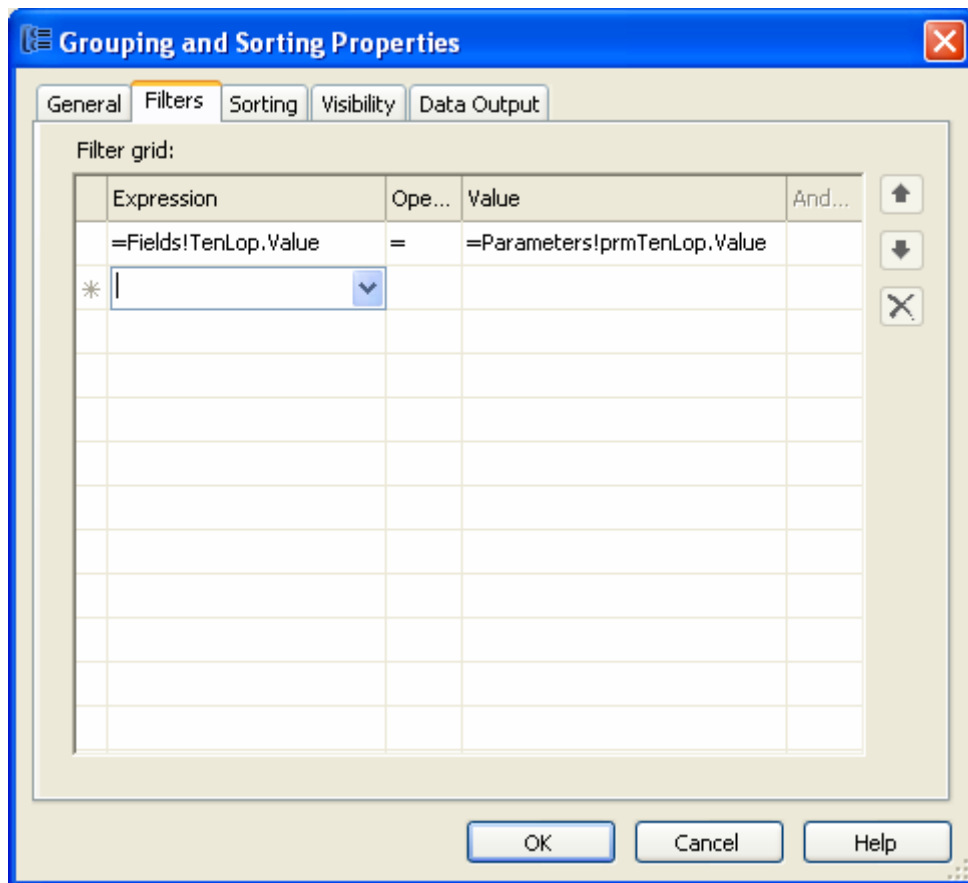 Grouping and Sorting Properties
General Filters Sorting Visibility Data Output
Filter grid:
Expression Ope... Value And...
=Fields!TenLop.Value = =Parameters!prmTenLop.Value
OK Cancel Help